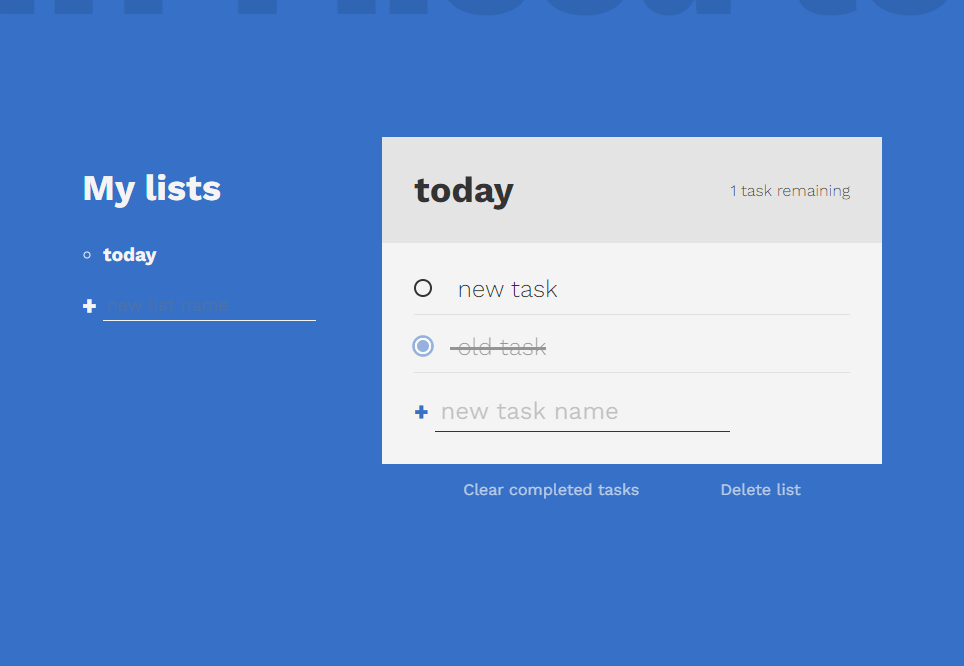 My lists
today
new list name
today
1 task remaining
new task
old task
new task name
Clear completed tasks
Delete list